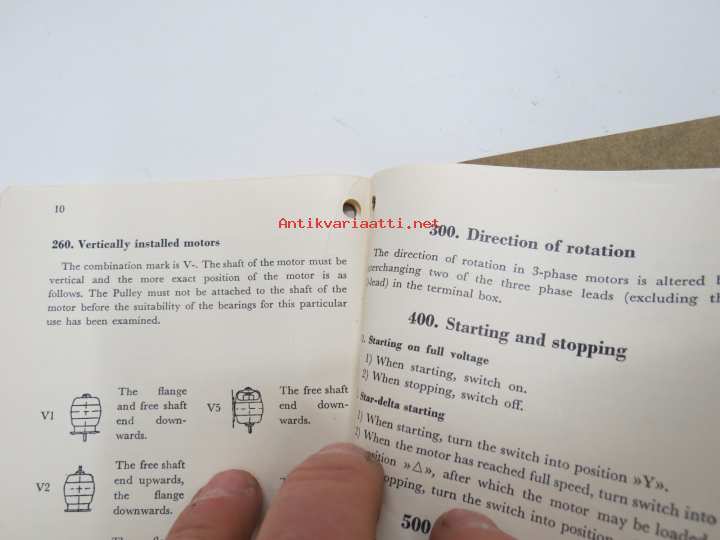 10
260. Vertically installed motors
The combination mark is V-. The shaft of the motor must be
vertical and the more exact position of the motor is as
follows. The Pulley must not be attached to the shaft of the
motor before the suitability of the bearings for this particular
use has been examined.
V1
The flange
and free shaft
end down-
wards.
V5
The free shaft
end down-
wards.
V2
The free shaft
end upwards,
the flange
downwards.
Antikvariaatti.net
300. Direction of rotation
The direction of rotation in 3-phase motors is altered
interchanging two of the three phase leads (excluding
in the terminal box.
400. Starting and stopping
Starting on full voltage
1) When starting, switch on.
2) When stopping, switch off.
Star-delta starting
1) When starting, turn the switch into position »Y».
2) When the motor has reached full speed, turn switch into
position »△», after which the motor may be loaded.
stopping, turn the switch into position
500